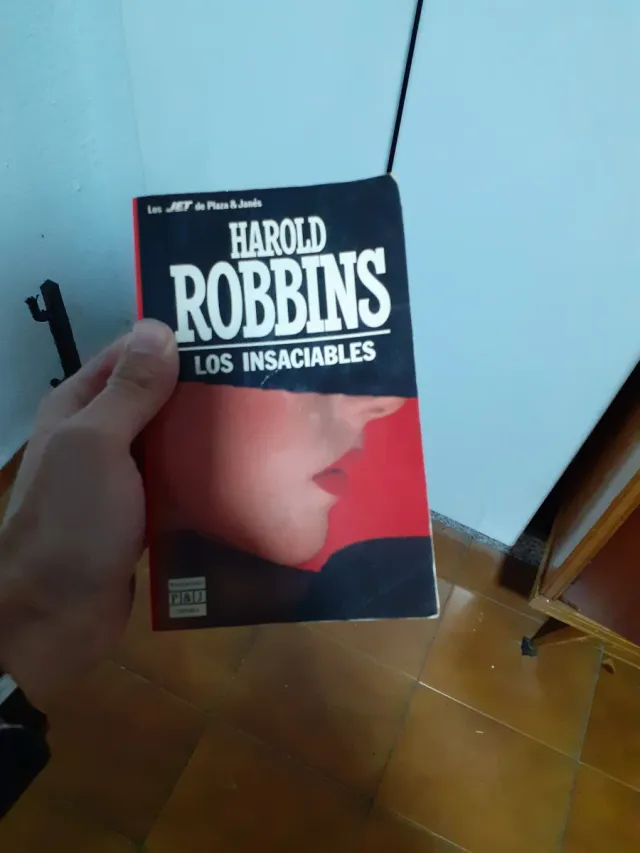 Los JET de Plaza & Janés
HAROLD
ROBBINS
LOS INSACIABLES
P&J